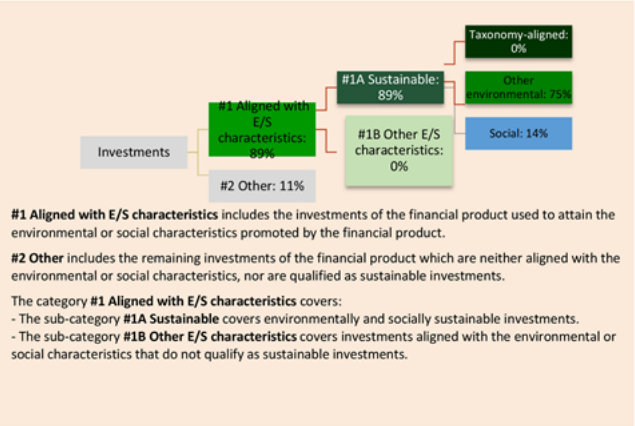 Taxonomy-aligned:
0%
#1A Sustainable:
89%
Other
environmental: 75%
#1 Aligned with
E/S
characteristics:
89%
#1B Other E/S
characteristics:
0%
Social: 14%
Investments
#2 Other: 11%
#1 Aligned with E/S characteristics includes the investments of the financial product used to attain the
environmental or social characteristics promoted by the financial product.
#2 Other includes the remaining investments of the financial product which are neither aligned with the
environmental or social characteristics, nor are qualified as sustainable investments.
The category #1 Aligned with E/S characteristics covers:
- The sub-category #1A Sustainable covers environmentally and socially sustainable investments.
- The sub-category #1B Other E/S characteristics covers investments aligned with the environmental or
social characteristics that do not qualify as sustainable investments.